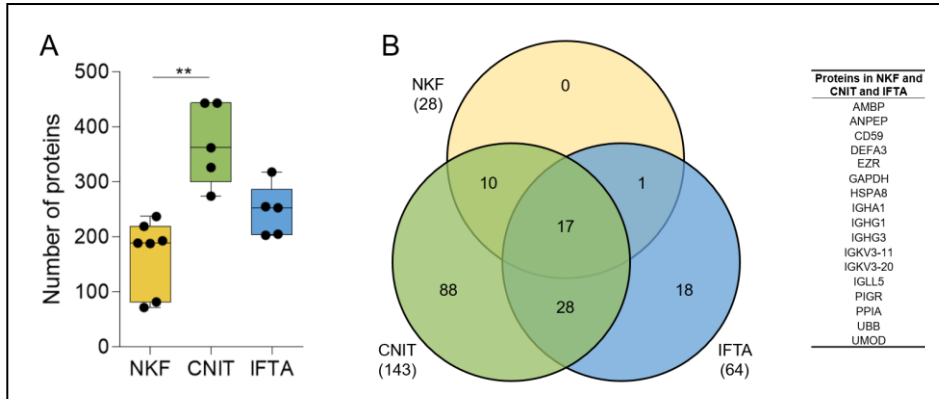 A
Number of proteins
500
400
300
200
100
0
**
NKF
CNIT
IFTA
B
NKF
(28)
0
10
1
17
88
28
18
CNIT
(143)
IFTA
(64)
Proteins in NKF and
CNIT and IFTA
AMBP
ANPEP
CD59
DEFA3
EZR
GAPDH
HSPA8
IGHA1
IGHG1
IGHG3
IGKV3-11
IGKV3-20
IGLL5
PIGR
PPIA
UBB
UMOD